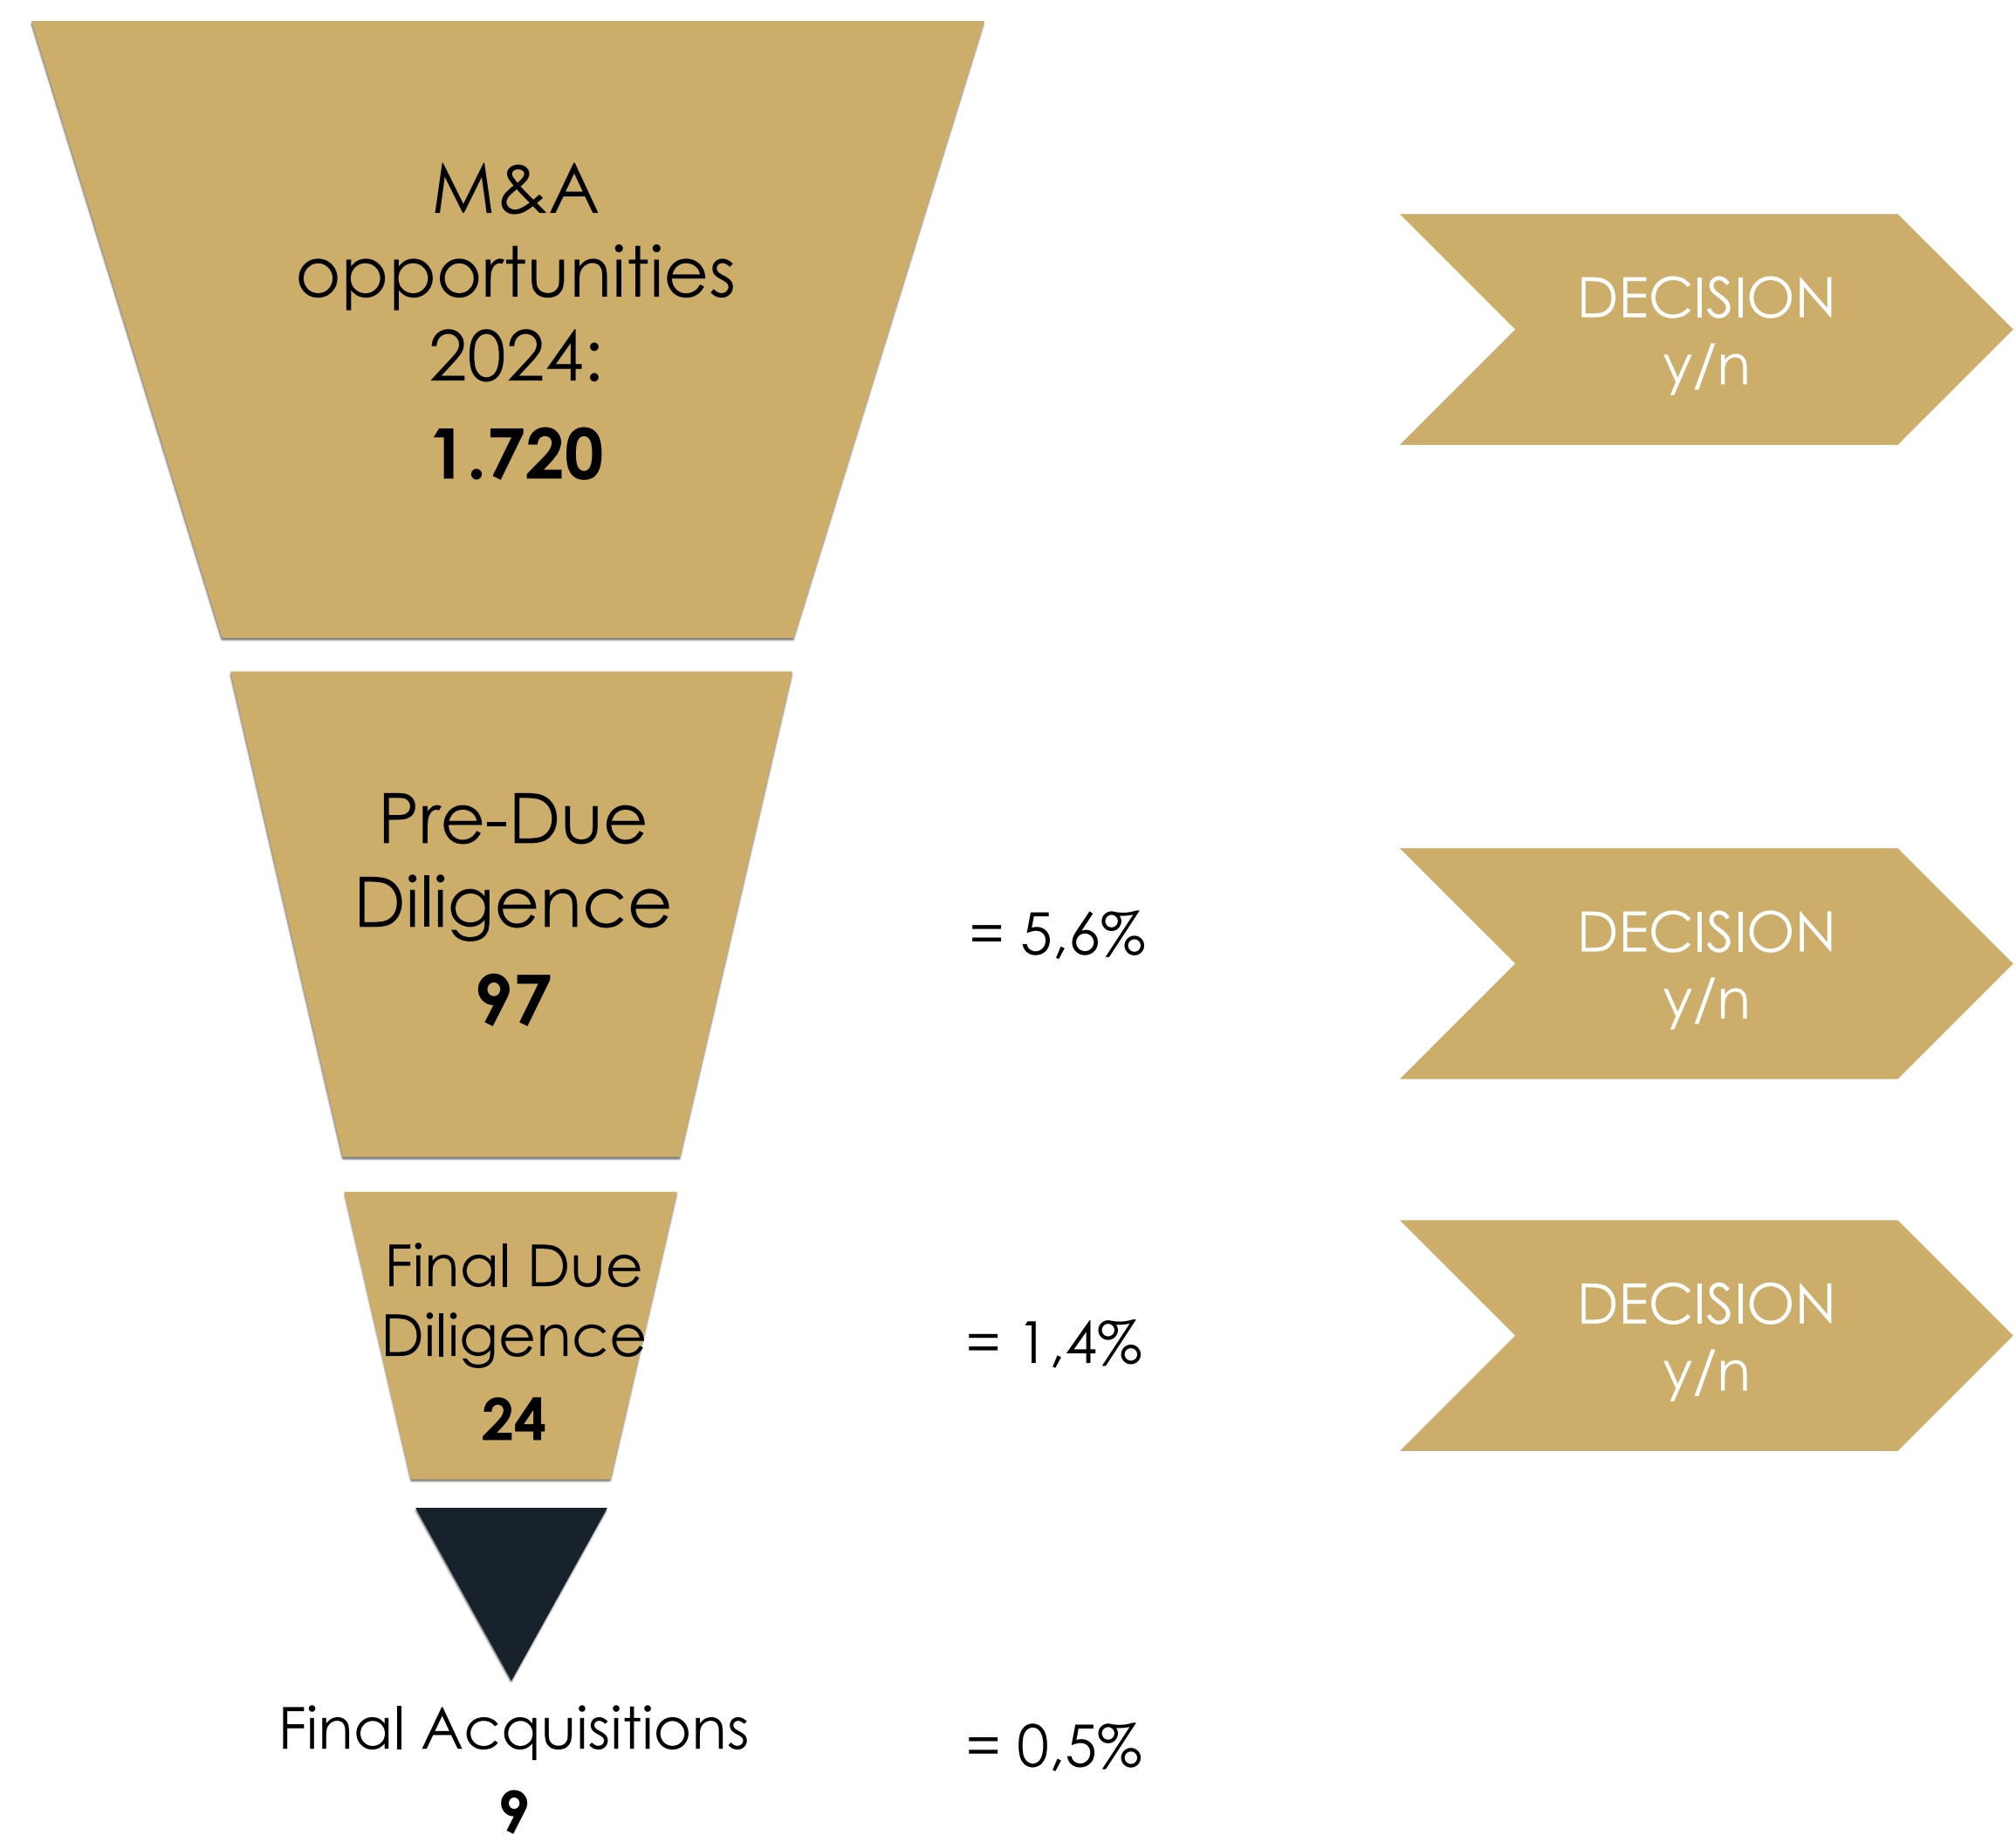 M&A
opportunities
2024:
1.720
DECISION
y/n
Pre-Due
Diligence
97
= 5,6%
DECISION
y/n
Final Due
Diligence
24
= 1,4%
DECISION
y/n
Final Acquisitions
9
= 0,5%